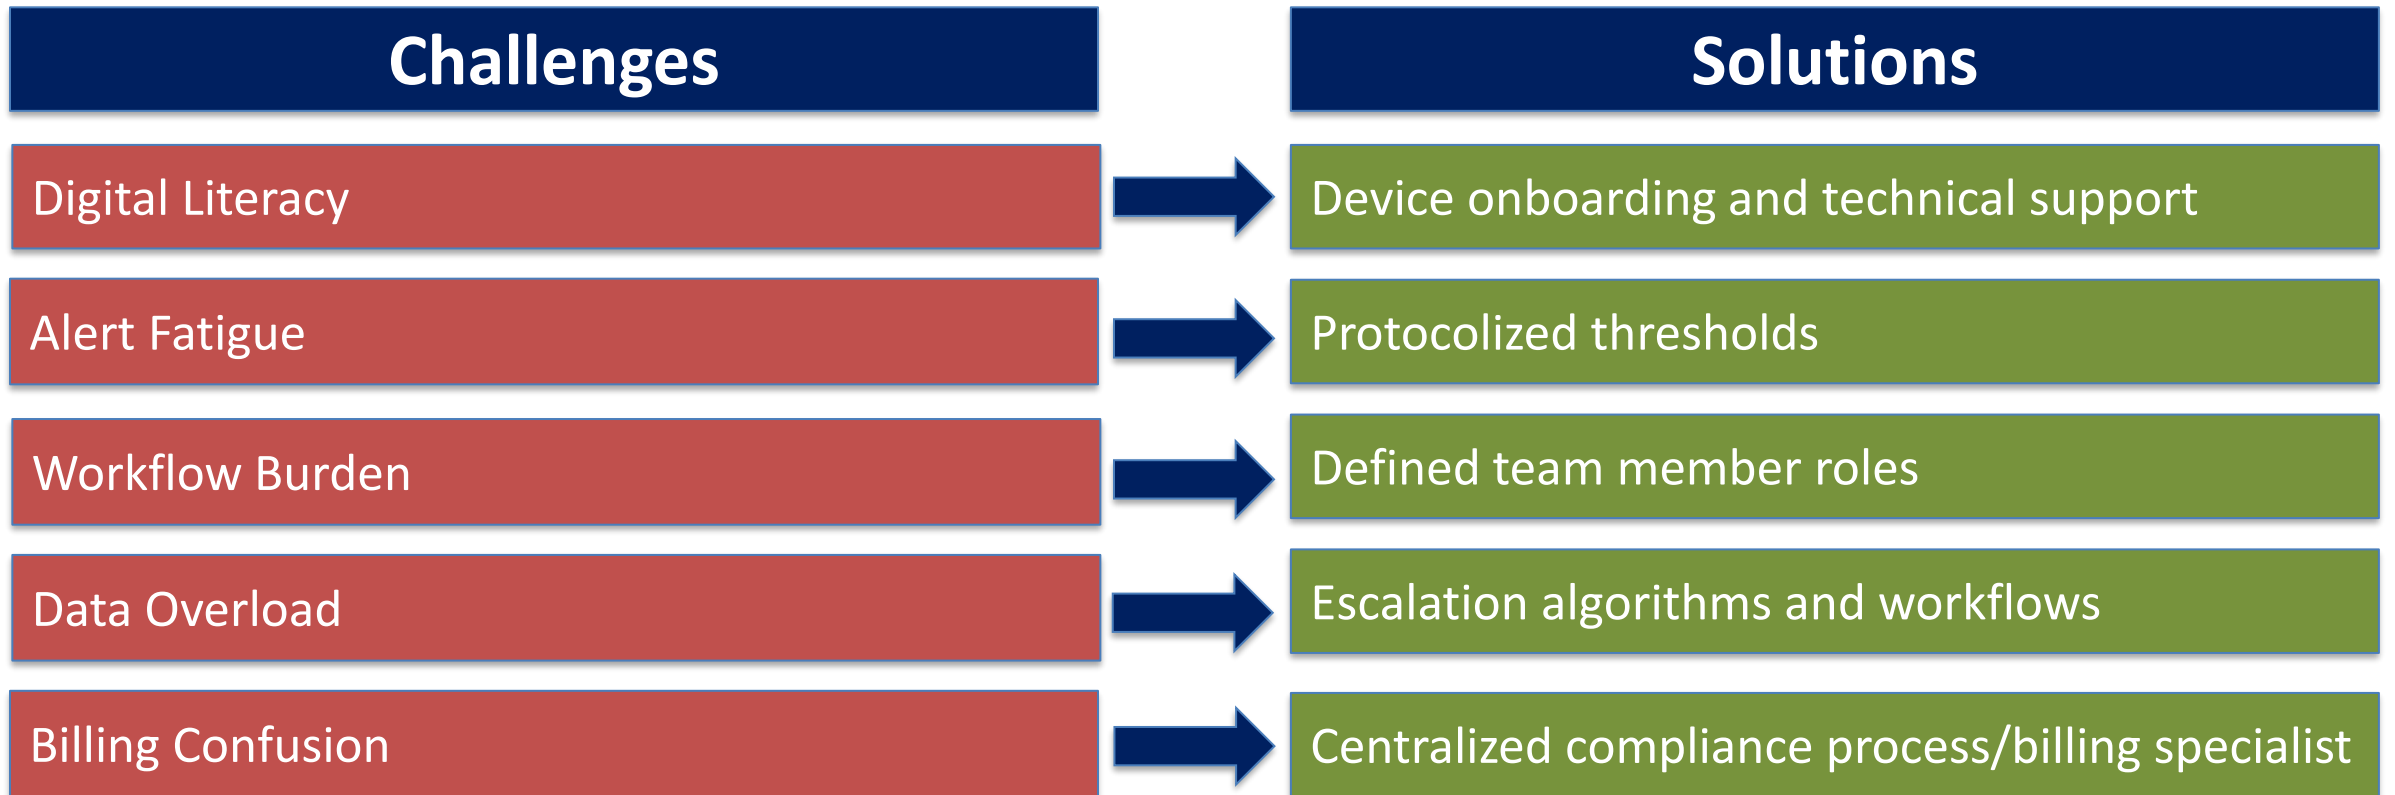 Challenges
Solutions
Digital Literacy
Device onboarding and technical support
Alert Fatigue
Protocolized thresholds
Workflow Burden
Defined team member roles
Data Overload
Escalation algorithms and workflows
Billing Confusion
Centralized compliance process/billing specialist